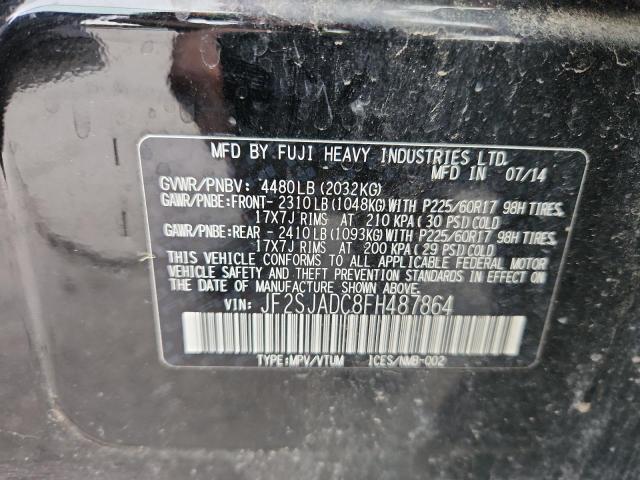 MFD BY FUJI HEAVY INDUSTRIES LTD.
MFD IN 07/14
GVWR/PNBV: 4480LB(2032KG)
GAWR/PNBE:FRONT- 2310LB(1048KG)WITH P225/60R17 98H TIRES,
17X7J RIMS AT 210 KPA(30 PSI)COLD
GAWR/PNBE:REAR - 2410LB(1093KG)WITH P225/60R17 98H TIRES,
17X7J RIMS AT 200 KPA(29 PSI)COLD
THIS VEHICLE CONFORMS TO ALL APPLICABLE FEDERAL MOTOR
VEHICLE SAFETY AND THEFT PREVENTION STANDARDS IN EFFECT
ON THE DATE OF MANUFACTURE SHOWN ABOVE.
VIN: JF2SJADC8FH487864
TYPE:MPV/VTUM ICES/NMB-002